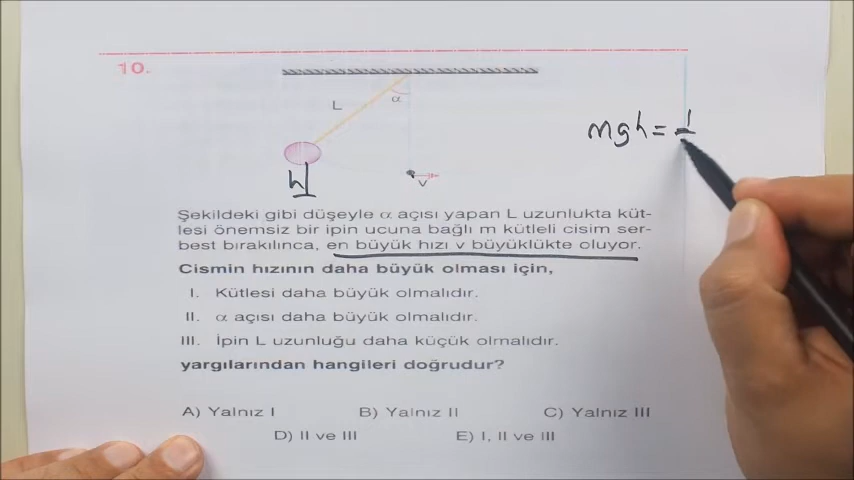 10.
L
α
h
v
mgh = 1
Şekildeki gibi düşeyle α açısı yapan L uzunlukta küt-
lesi önemsiz bir ipin ucuna bağlı m kütleli cisim ser-
best bırakılınca, en büyük hızı v büyüklükte oluyor.
Cismin hızının daha büyük olması için,
I. Kütlesi daha büyük olmalıdır.
II. α açısı daha büyük olmalıdır.
III. İpin L uzunluğu daha küçük olmalıdır.
yargılarından hangileri doğrudur?
A) Yalnız I B) Yalnız II C) Yalnız III
D) II ve III E) I, II ve III